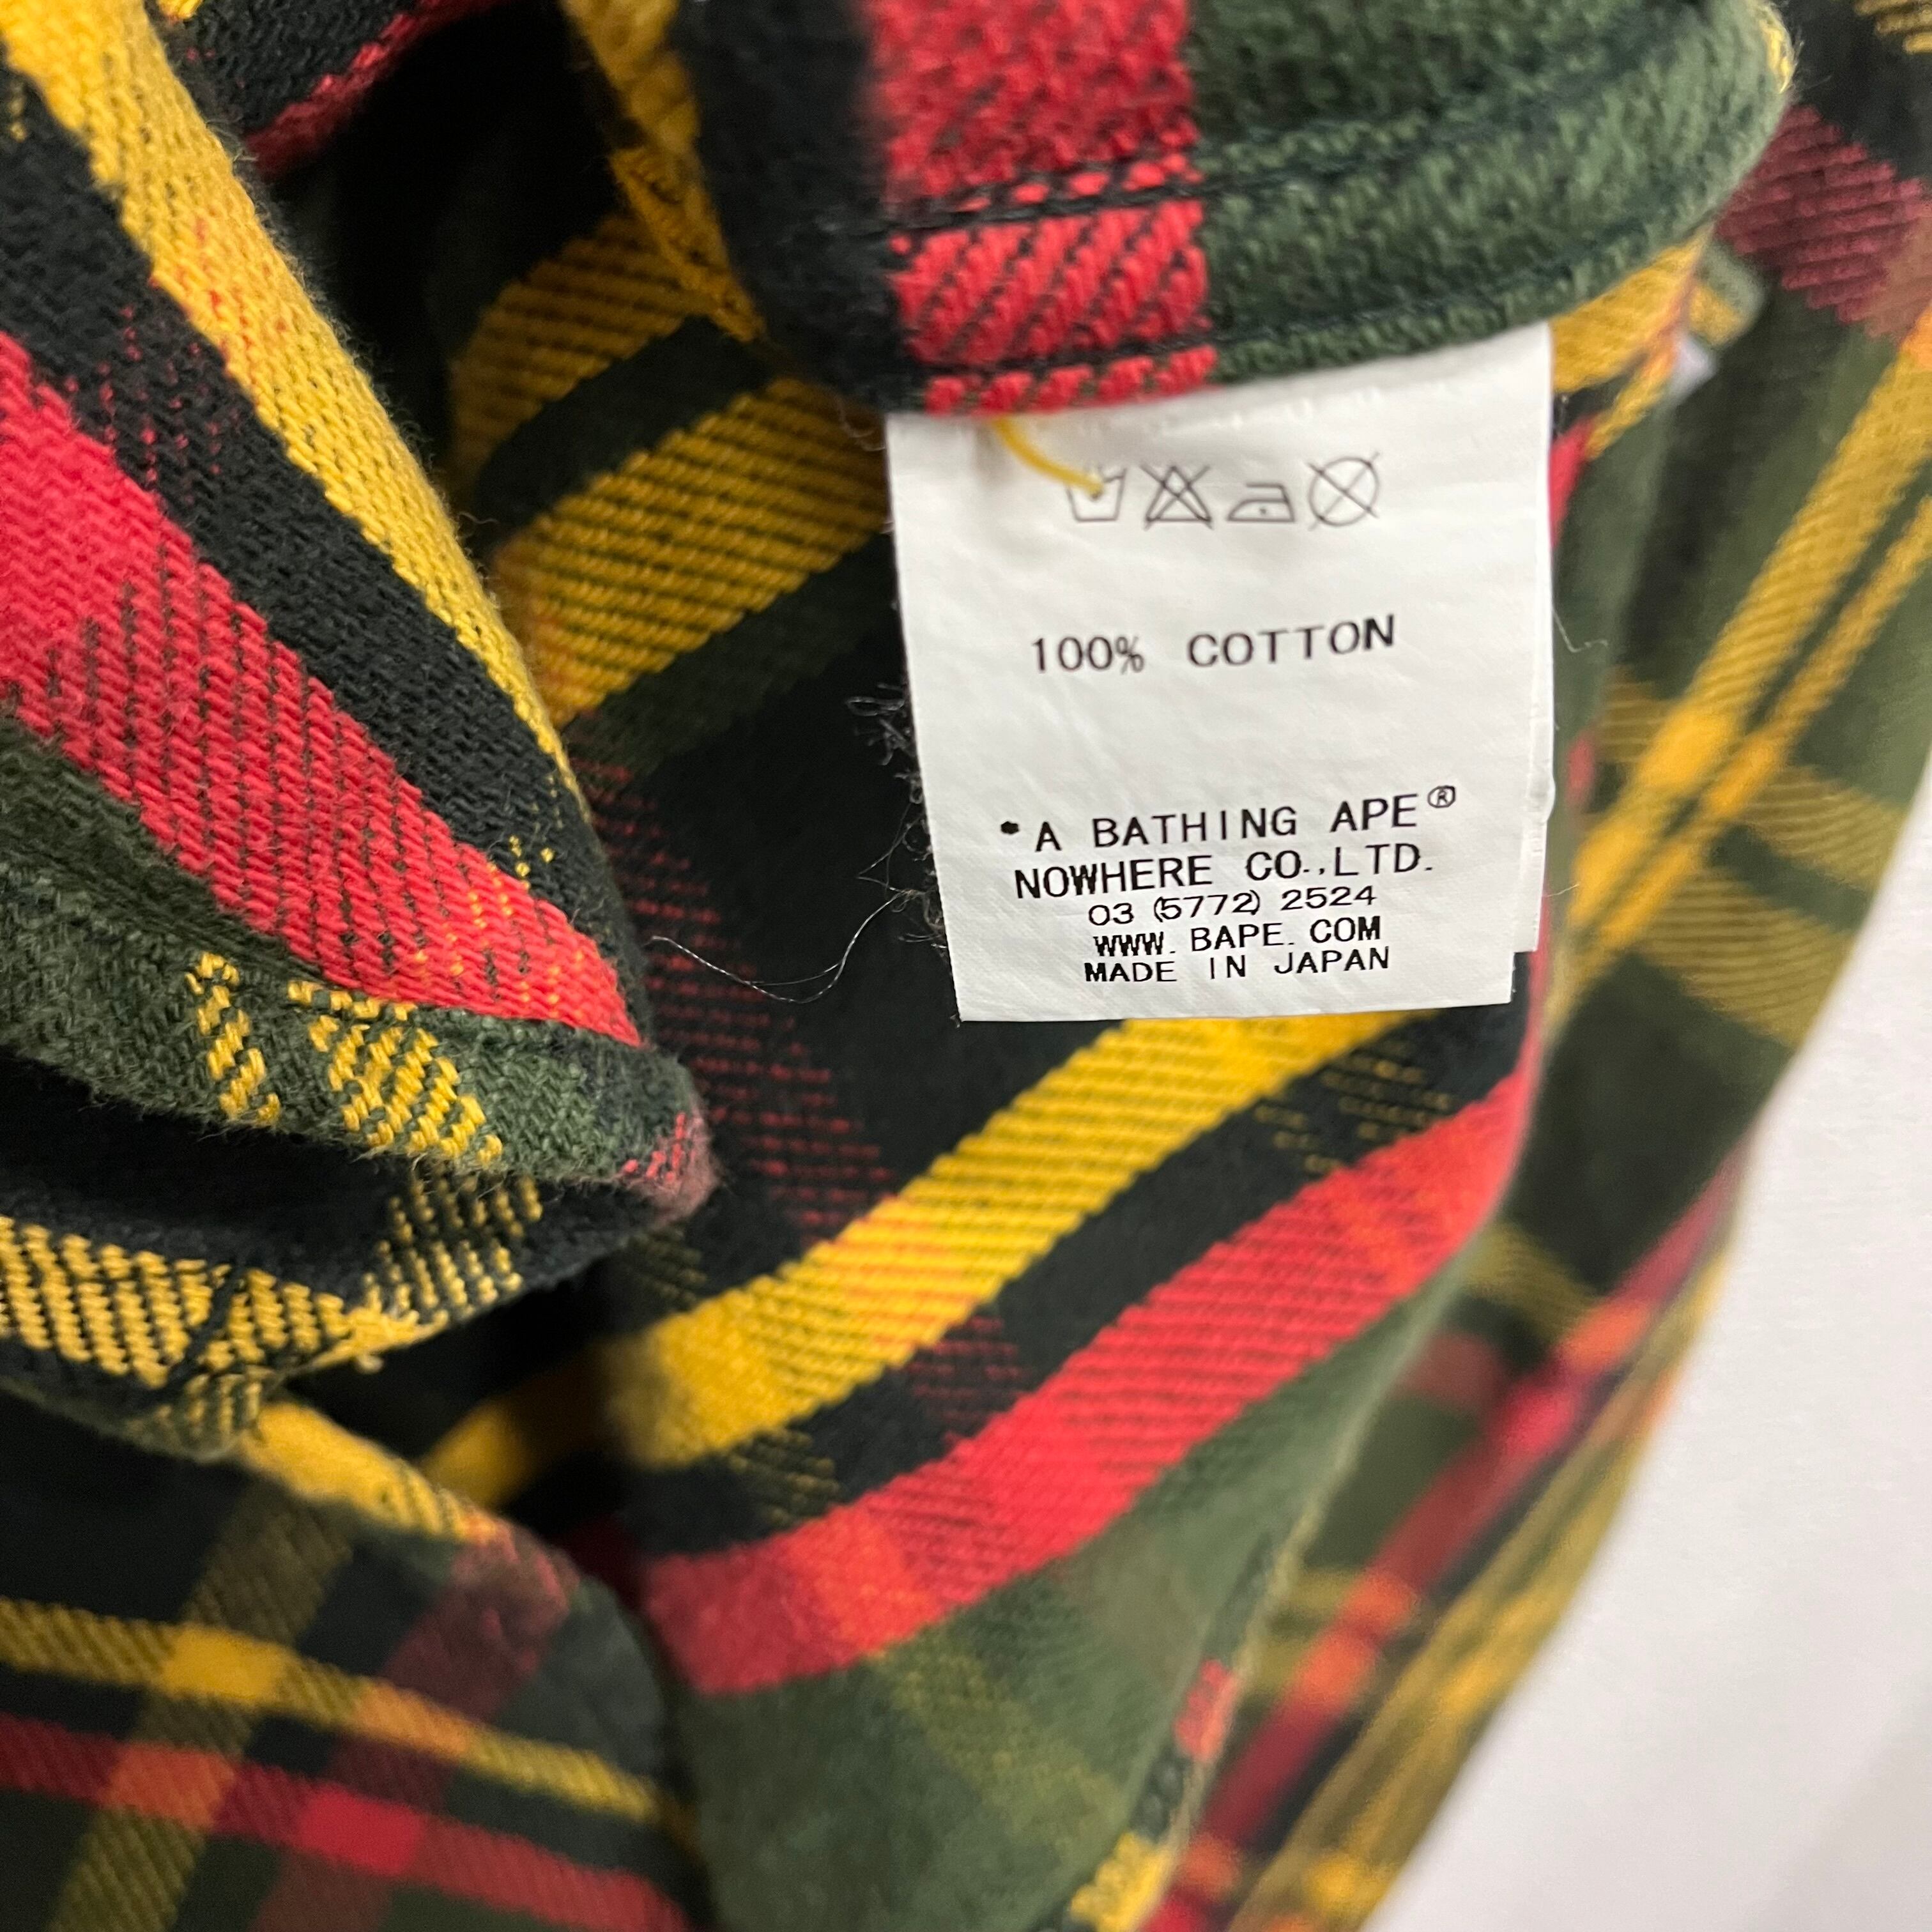 100% COTTON
*A BATHING APE®
NOWHERE CO.,LTD.
03 (5772) 2524
WWW. BAPE. COM
MADE IN JAPAN